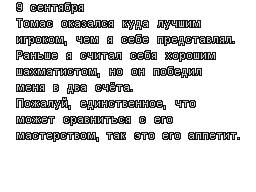 9 сентября
Томас оказался куда лучшим
игроком, чем я себе представлял.
Раньше я считал себя хорошим
шахматистом, но он победил
меня в два счёта.
Пожалуй, единственное, что
может сравниться с его
мастерством, так это его аппетит.